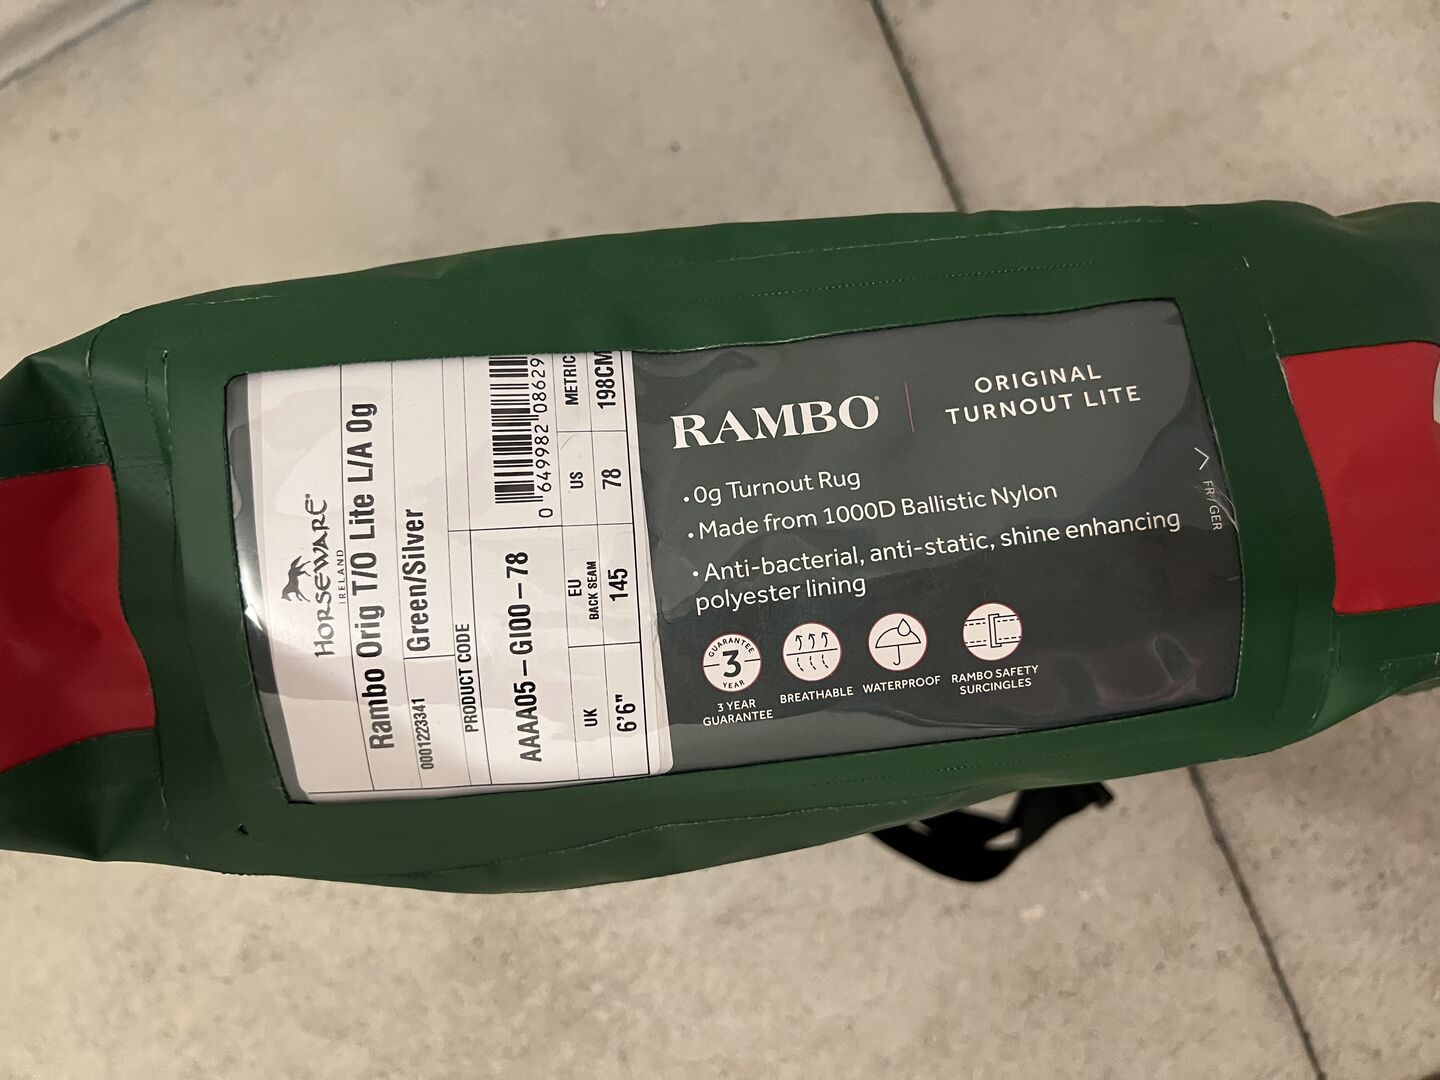 HORSEWARE®
IRELAND
Rambo Orig T/O Lite L/A 0g
0001223341
Green/Silver
PRODUCT CODE
AAAA05-GI00-78
0 649982 08629
UK
EU
BACK SEAM
US
METRIC
6'6"
145
78
198CM
RAMBO®
ORIGINAL
TURNOUT LITE
• 0g Turnout Rug
• Made from 1000D Ballistic Nylon
• Anti-bacterial, anti-static, shine enhancing
polyester lining
GUARANTEE
3
YEAR
3 YEAR
GUARANTEE
BREATHABLE
WATERPROOF
RAMBO SAFETY
SURCINGLES
FR / GER